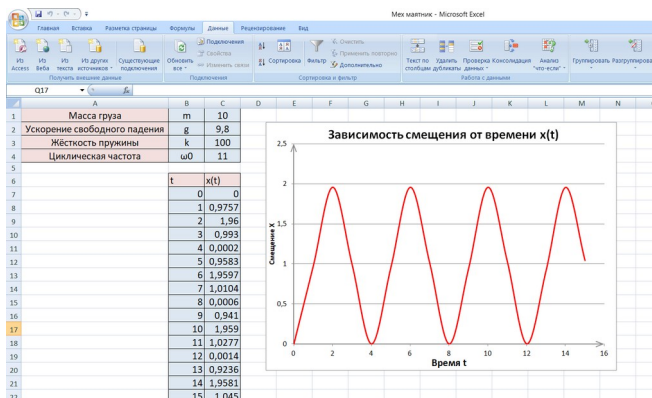 Мех маятник - Microsoft Excel
Главная Вставка Разметка страницы Формулы Данные Рецензирование Вид
Из Access
Из Веба
Из текста
Из других источников
Существующие подключения
Получить внешние данные
Обновить все
Подключения
Свойства
Изменить связи
Подключения
Сортировка
Фильтр
Очистить
Применить повторно
Дополнительно
Сортировка и фильтр
Текст по столбцам
Удалить дубликаты
Проверка данных
Консолидация
Анализ "что-если"
Работа с данными
Группировать
Разгруппировать
Q17 fx
A B C D E F G H I J K L M N
1 Масса груза m 10
2 Ускорение свободного падения g 9,8
3 Жёсткость пружины k 100
4 Циклическая частота ω0 11
5
6 t x(t)
7 0 0
8 1 0,9757
9 2 1,96
10 3 0,993
11 4 0,0002
12 5 0,9583
13 6 1,9597
14 7 1,0104
15 8 0,0006
16 9 0,941
17 10 1,959
18 11 1,0277
19 12 0,0014
20 13 0,9236
21 14 1,9581
22 15 1,045
Зависимость смещения от времени x(t)
Смещение X
2,5
2
1,5
1
0,5
0
0 2 4 6 8 10 12 14 16
Время t